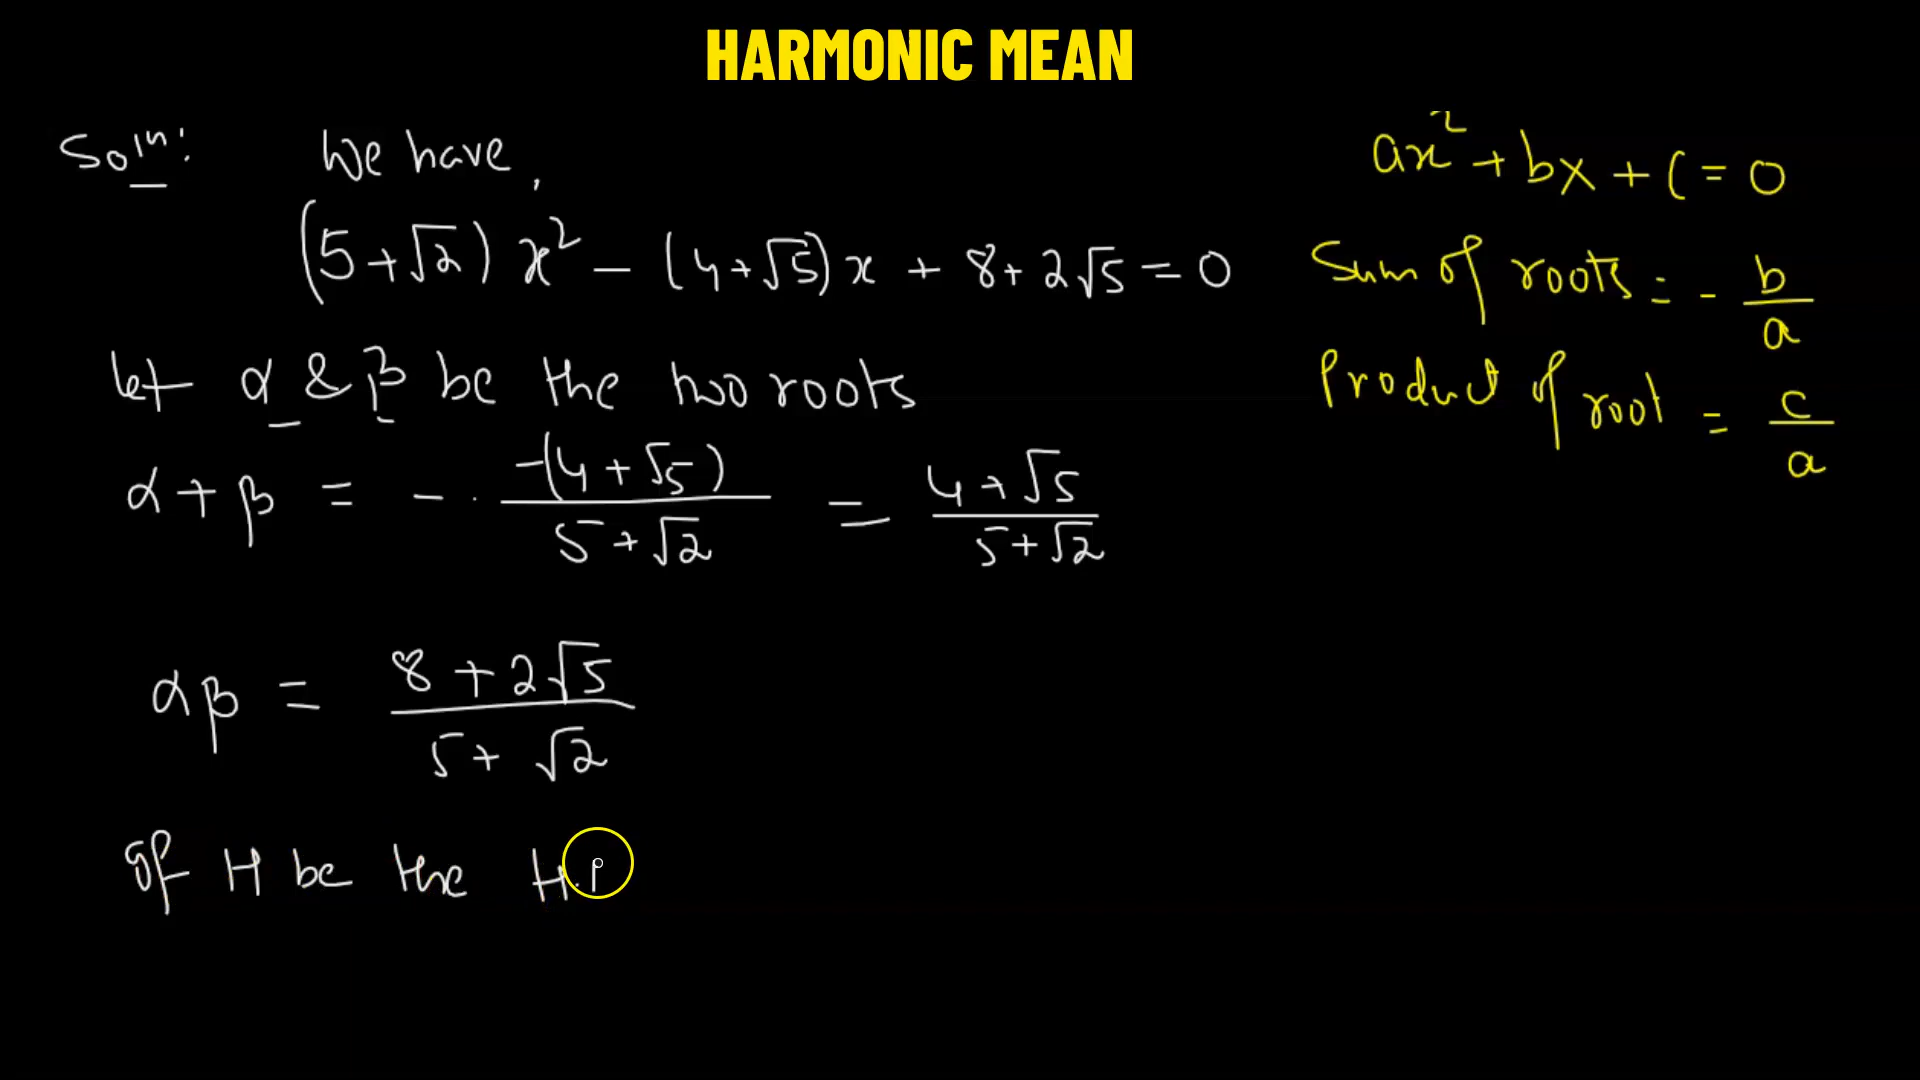 HARMONIC MEAN
Soln: We have,
(5+√2) x² - (4+√5)x + 8+2√5 = 0
let α & β be the two roots
α + β = - -(4+√5) / 5+√2 = 4+√5 / 5+√2
αβ = 8+2√5 / 5+√2
If H be the H.
ax² + bx + c = 0
Sum of roots = - b/a
Product of root = c/a